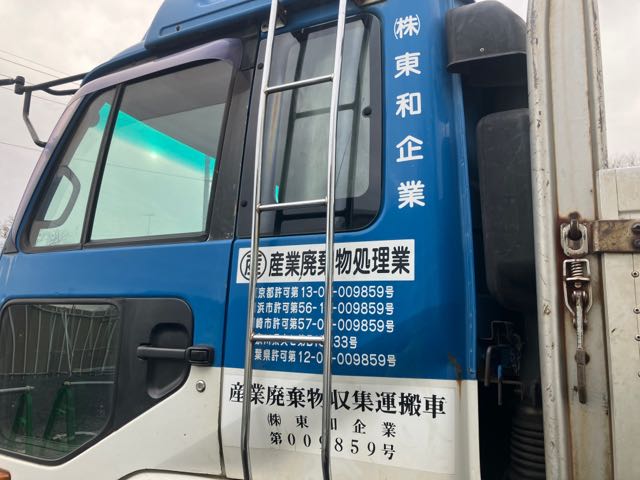 ㈱東和企業
産 産業廃棄物処理業
京都許可第13-0 -009859号
浜市許可第56-1 -009859号
崎市許可第57-0 -009859号
33号
葉県許可第12-0 -009859号
産業廃棄物収集運搬車
㈱東和企業
第009859号